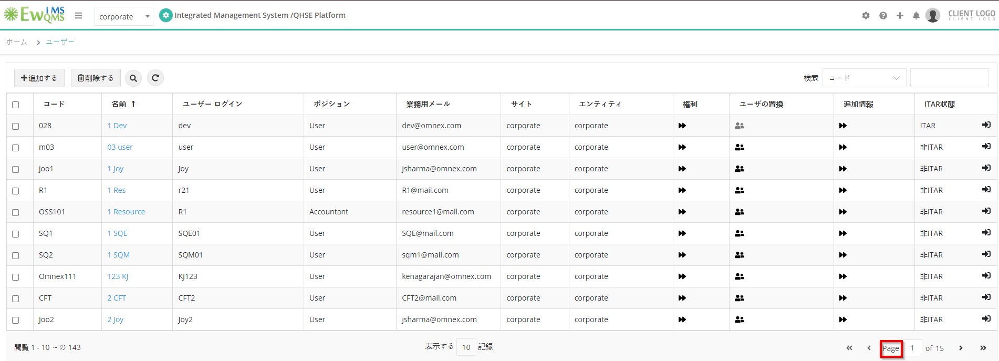 EwIMS QMS corporate Integrated Management System /QHSE Platform CLIENT LOGO
CLIENT LOGO
ホーム > ユーザー
追加する 削除する 検索 コード
コード 名前 ↑ ユーザー ログイン ポジション 業務用メール サイト エンティティ 権利 ユーザの置換 追加情報 ITAR状態
028 1 Dev dev User dev@omnex.com corporate corporate ITAR
m03 03 user user User user@omnex.com corporate corporate 非ITAR
joo1 1 Joy Joy User jsharma@omnex.com corporate corporate 非ITAR
R1 1 Res r21 User R1@mail.com corporate corporate 非ITAR
OSS101 1 Resource R1 Accountant resource1@mail.com corporate corporate 非ITAR
SQ1 1 SQE SQE01 User SQE@mail.com corporate corporate 非ITAR
SQ2 1 SQM SQM01 User sqm1@mail.com corporate corporate 非ITAR
Omnex111 123 KJ KJ123 User kenagarajan@omnex.com corporate corporate 非ITAR
CFT 2 CFT CFT2 User CFT2@mail.com corporate corporate 非ITAR
Joo2 2 Joy Joy2 User jsharma@omnex.com corporate corporate 非ITAR
閲覧 1 - 10 ～の 143 表示する 10 記録 « ‹ Page 1 of 15 › »